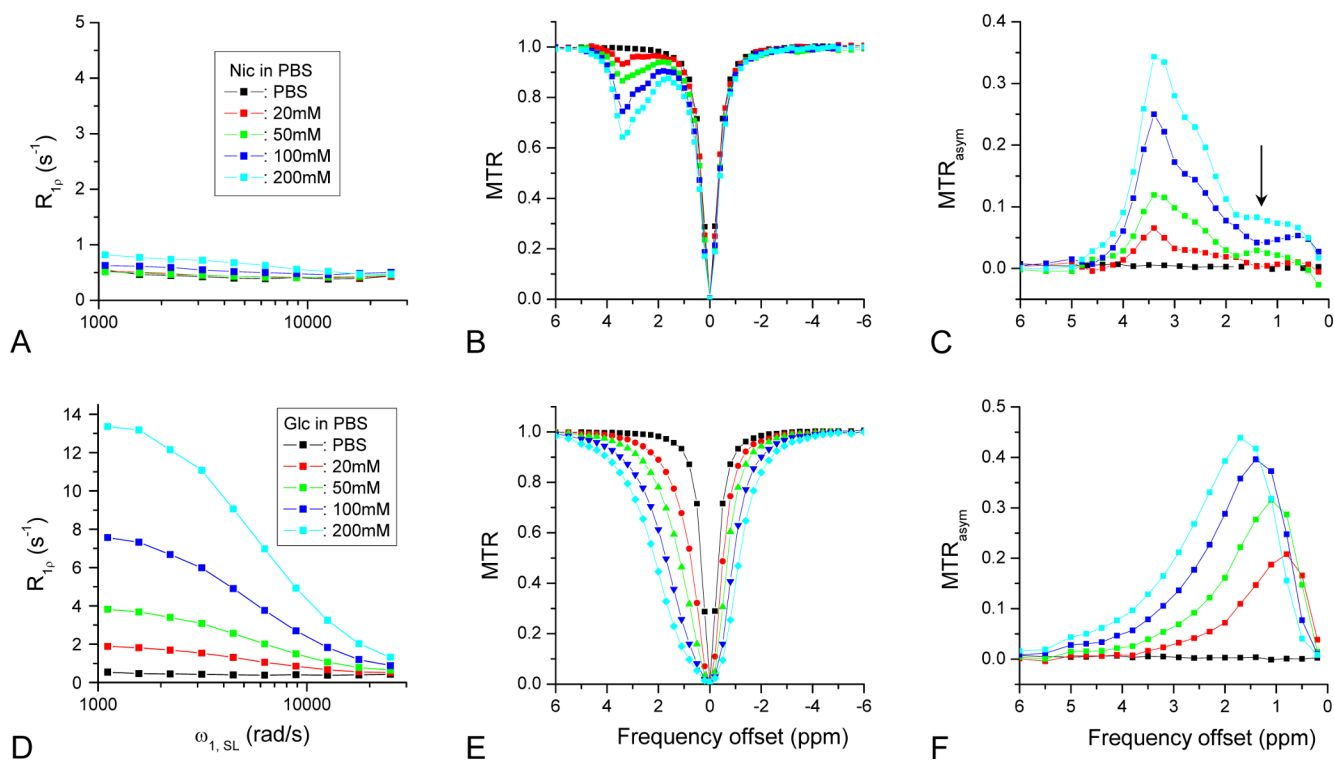 5
4
3
2
1
0
R1ρ (s-1)
Nic in PBS
: PBS
: 20mM
: 50mM
: 100mM
: 200mM
1000
10000
A
1.0
0.8
0.6
0.4
0.2
0.0
MTR
6
4
2
0
-2
-4
-6
B
0.4
0.3
0.2
0.1
0.0
MTRasym
6
5
4
3
2
1
0
C
14
12
10
8
6
4
2
0
R1ρ (s-1)
Glc in PBS
: PBS
: 20mM
: 50mM
: 100mM
: 200mM
1000
10000
ω1, SL (rad/s)
D
1.0
0.8
0.6
0.4
0.2
0.0
MTR
6
4
2
0
-2
-4
-6
Frequency offset (ppm)
E
0.5
0.4
0.3
0.2
0.1
0.0
MTRasym
6
5
4
3
2
1
0
Frequency offset (ppm)
F